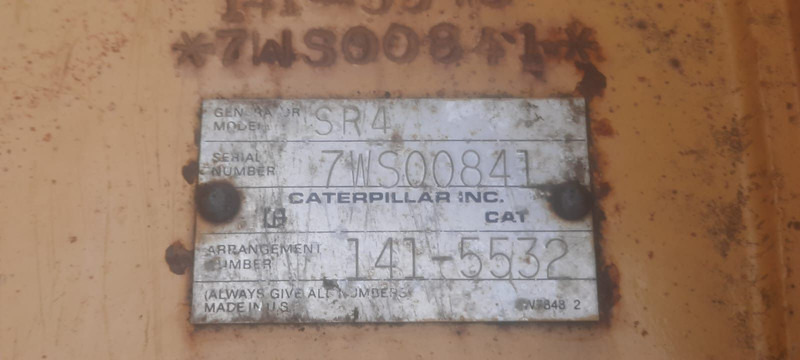 *7WS00841*
GENERATOR MODEL SR4
SERIAL NUMBER 7WS00841
CATERPILLAR INC.
CAT
ARRANGEMENT NUMBER 141-5532
(ALWAYS GIVE ALL NUMBERS)
MADE IN U.S.